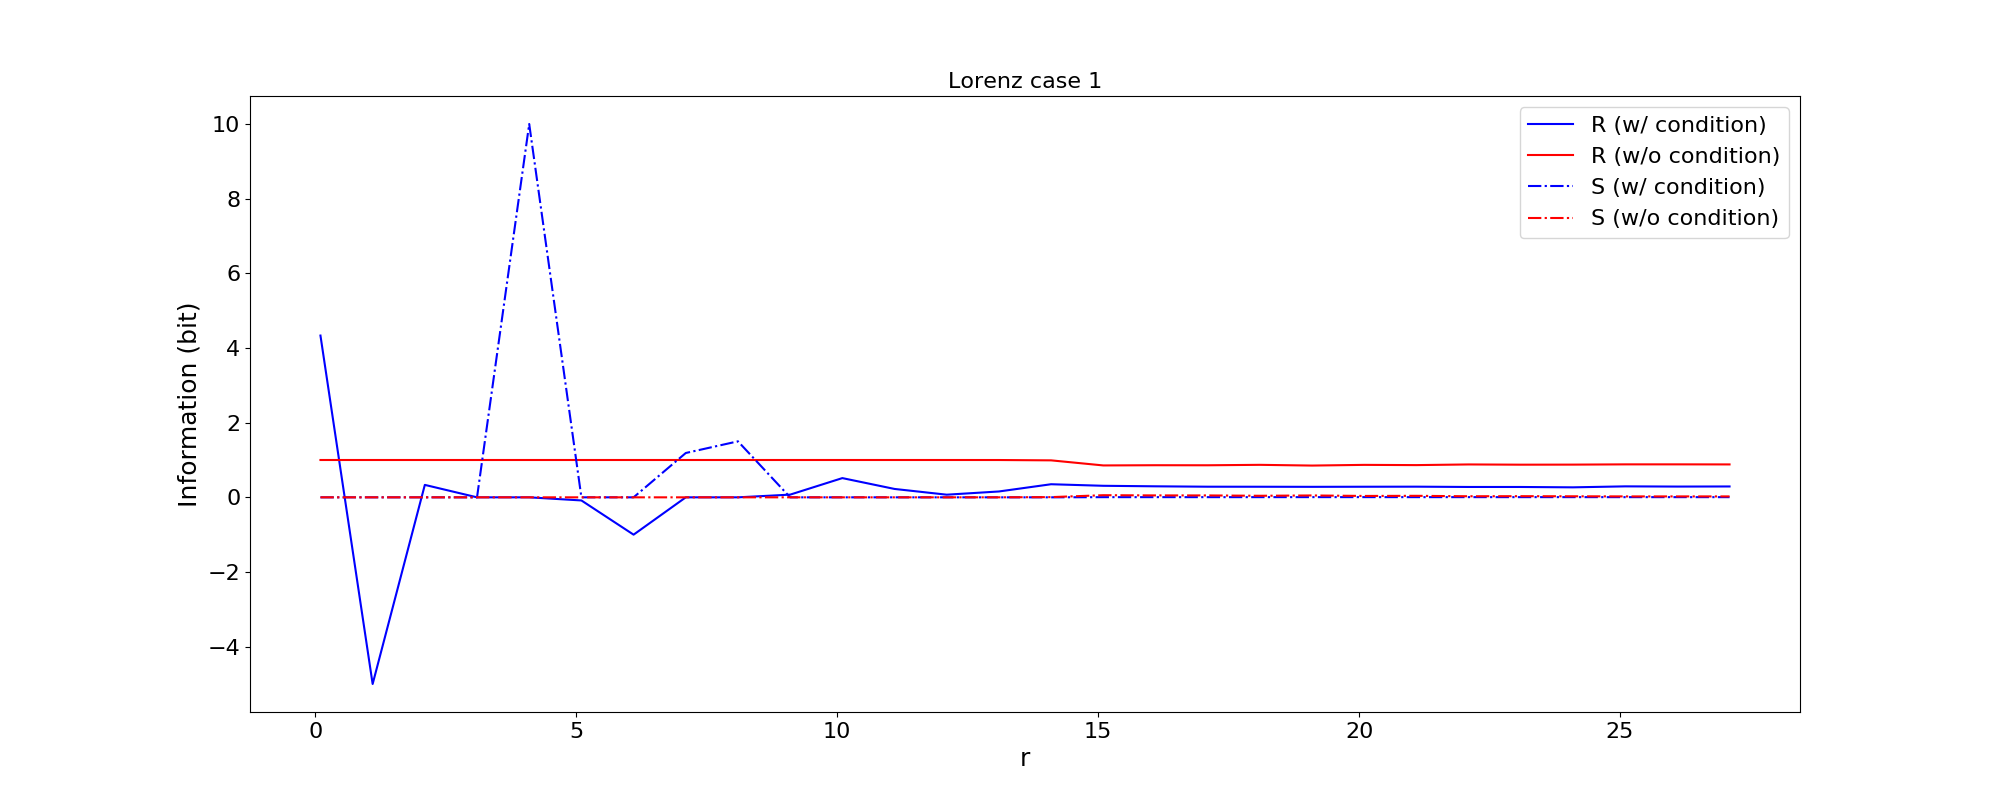 Lorenz case 1
Information (bit)
10
8
6
4
2
0
−2
−4
R (w/ condition)
R (w/o condition)
S (w/ condition)
S (w/o condition)
0 5 10 15 20 25
r